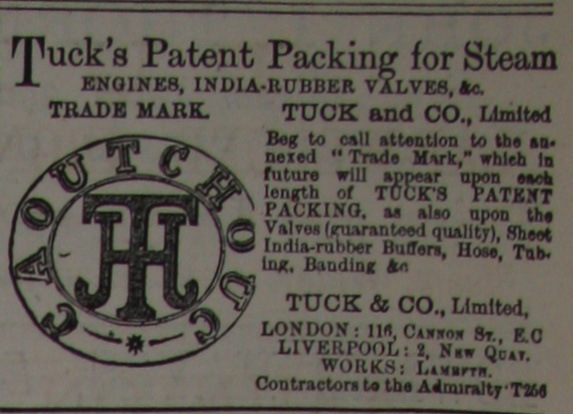 Tuck's Patent Packing for Steam
ENGINES, INDIA-RUBBER VALVES, &c.
TRADE MARK.
CAOUTCHOUC
TH
TUCK and CO., Limited
Beg to call attention to the an-
nexed "Trade Mark," which in
future will appear upon each
length of TUCK'S PATENT
PACKING, as also upon the
Valves (guaranteed quality), Sheet
India-rubber Buffers, Hose, Tub-
ing, Banding &c
TUCK & CO., Limited,
LONDON: 116, CANNON ST., E.C
LIVERPOOL: 2, NEW QUAY.
WORKS: LAMBETH.
Contractors to the Admiralty T256